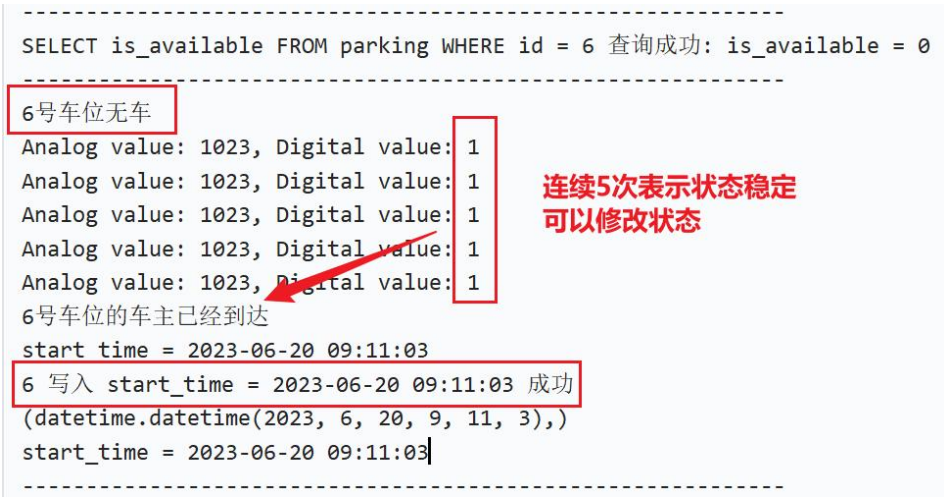 ------------------------------------------------------------
SELECT is_available FROM parking WHERE id = 6 查询成功: is_available = 0
------------------------------------------------------------
6号车位无车
Analog value: 1023, Digital value: 1
Analog value: 1023, Digital value: 1
Analog value: 1023, Digital value: 1
Analog value: 1023, Digital value: 1
Analog value: 1023, Digital value: 1
连续5次表示状态稳定
可以修改状态
6号车位的车主已经到达
start time = 2023-06-20 09:11:03
6 写入 start_time = 2023-06-20 09:11:03 成功
(datetime.datetime(2023, 6, 20, 9, 11, 3),)
start_time = 2023-06-20 09:11:03
------------------------------------------------------------